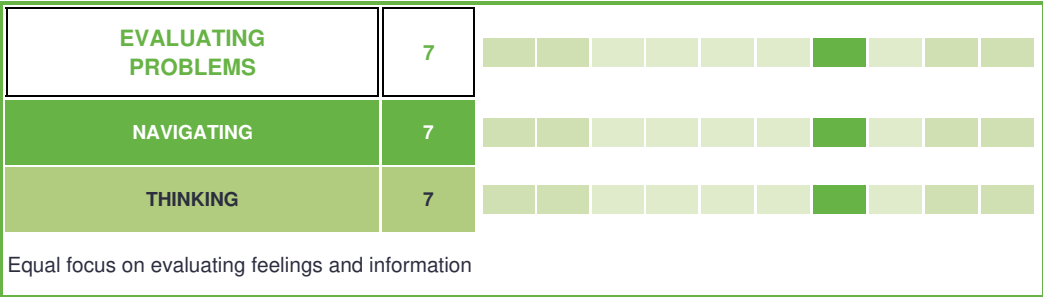 EVALUATING
PROBLEMS
7
NAVIGATING
7
THINKING
7
Equal focus on evaluating feelings and information